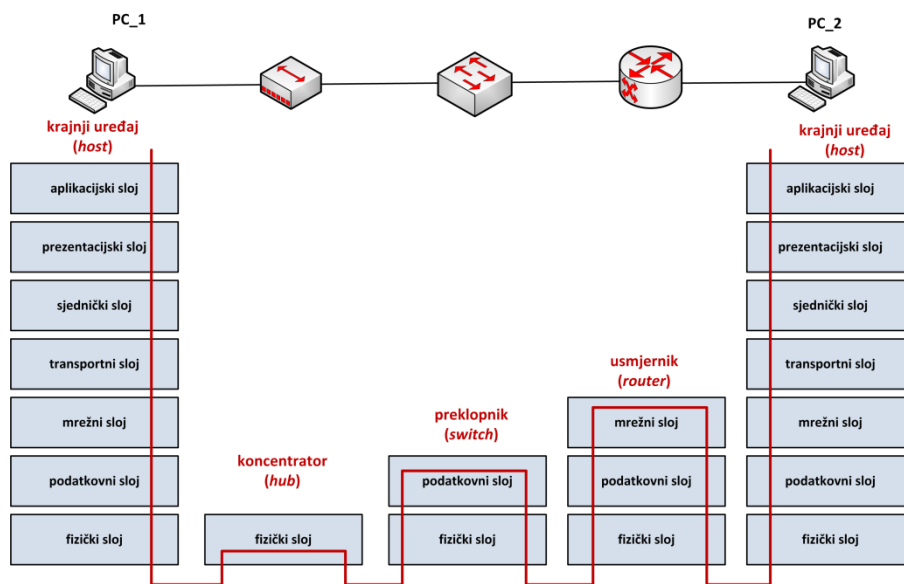 PC_1
PC_2
krajnji uređaj
(host)
krajnji uređaj
(host)
aplikacijski sloj
prezentacijski sloj
sjednički sloj
transportni sloj
mrežni sloj
podatkovni sloj
fizički sloj
koncentrator
(hub)
fizički sloj
preklopnik
(switch)
podatkovni sloj
fizički sloj
usmjernik
(router)
mrežni sloj
podatkovni sloj
fizički sloj
aplikacijski sloj
prezentacijski sloj
sjednički sloj
transportni sloj
mrežni sloj
podatkovni sloj
fizički sloj